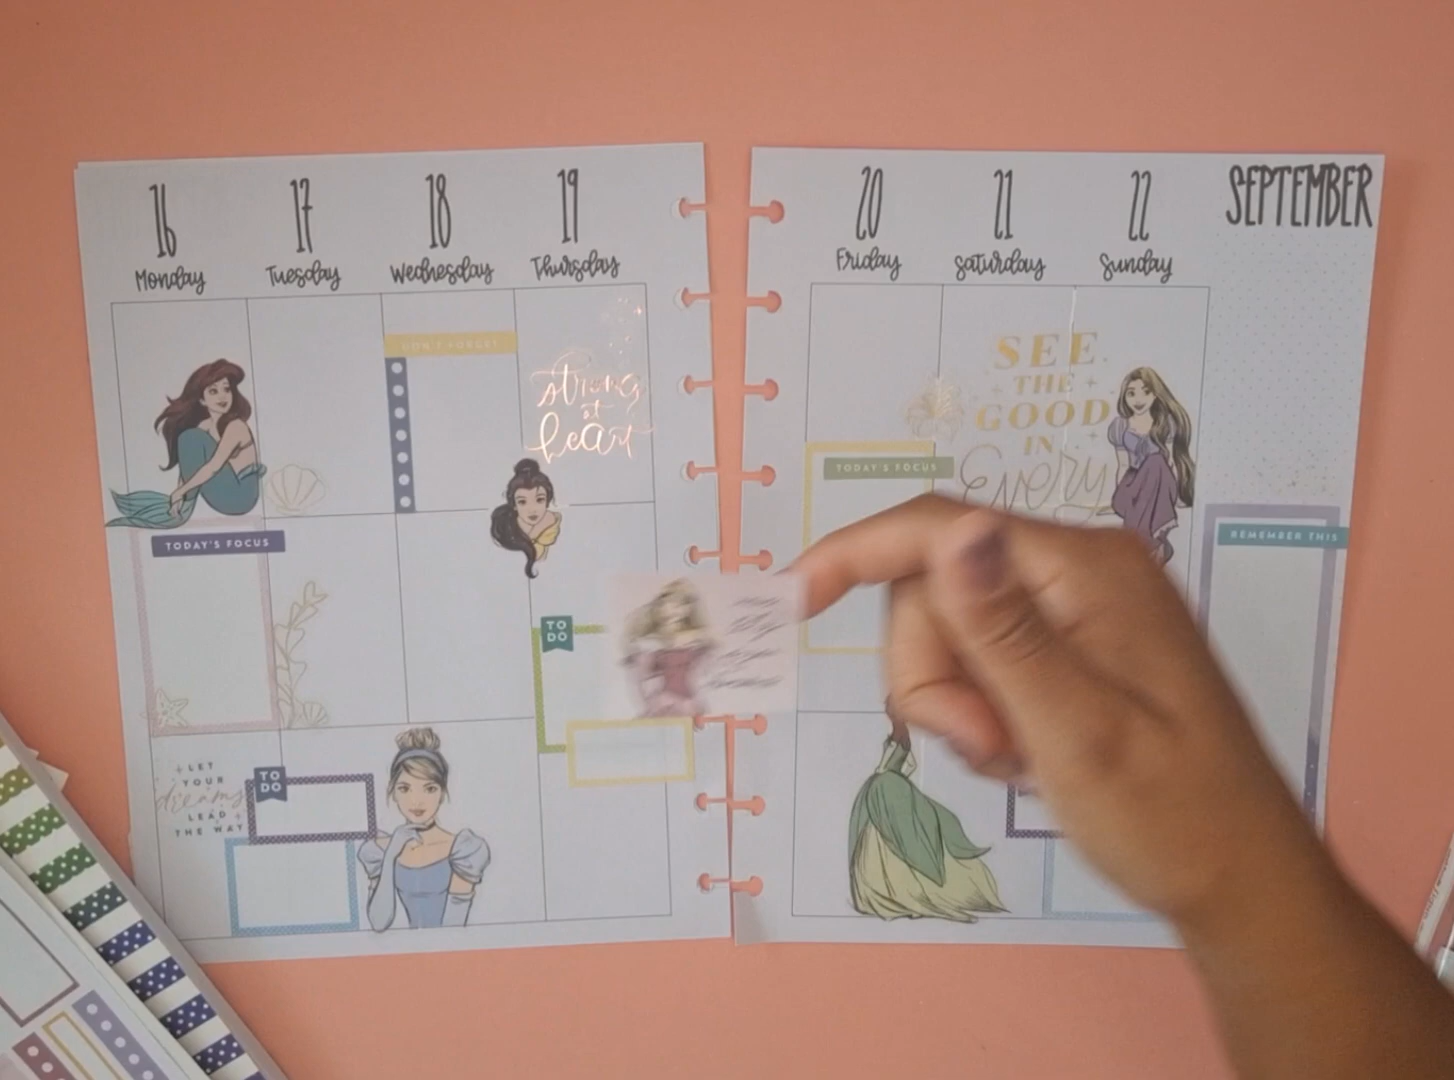 16
Monday
17
Tuesday
18
Wednesday
19
Thursday
20
Friday
21
Saturday
22
Sunday
SEPTEMBER
DON'T FORGET
strong
at
heart
SEE
THE
GOOD
IN
Every
TODAY'S FOCUS
TODAY'S FOCUS
REMEMBER THIS
TO
DO
LET
YOUR
dreams
LEAD
THE WAY
TO
DO